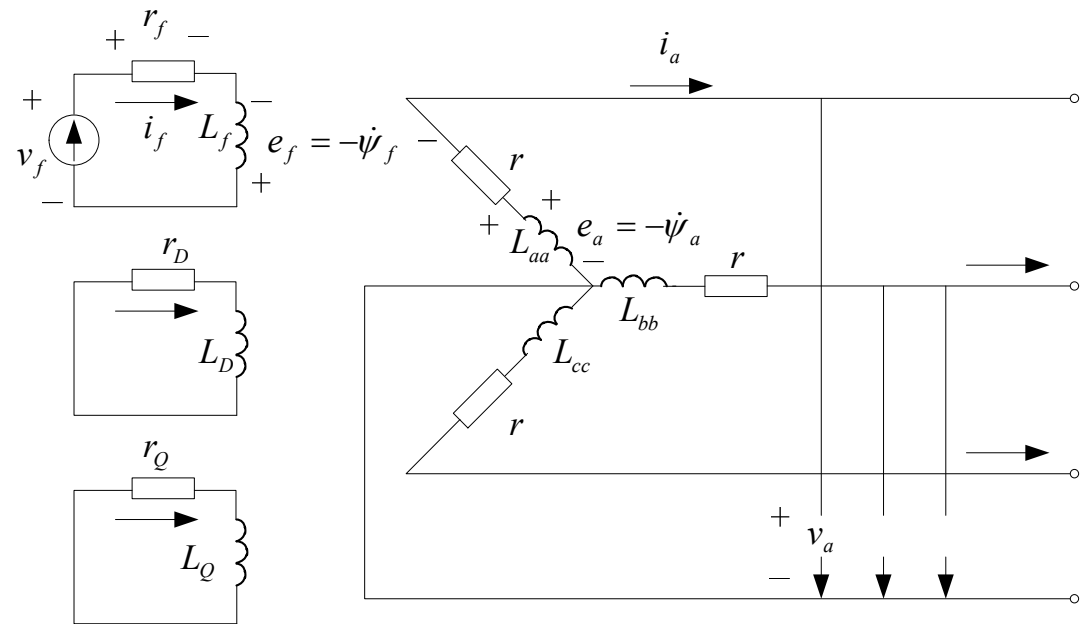 + r_f −
+
v_f
−
i_f
L_f
−
+
e_f = −ψ̇_f
r_D
L_D
r_Q
L_Q
i_a
−
r
+
+
L_aa
−
e_a = −ψ̇_a
r
L_bb
L_cc
r
+
v_a
−